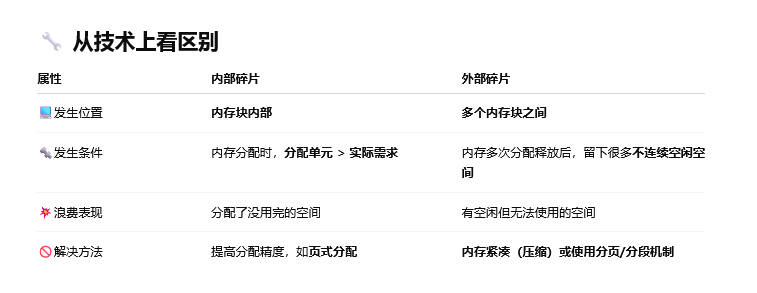 🔧 从技术上看区别
属性 内部碎片 外部碎片
💻发生位置 内存块内部 多个内存块之间
🔩发生条件 内存分配时，分配单元 > 实际需求 内存多次分配释放后，留下很多不连续空闲空
间
💥浪费表现 分配了没用完的空间 有空闲但无法使用的空间
🚫解决方法 提高分配精度，如页式分配 内存紧凑（压缩）或使用分页/分段机制